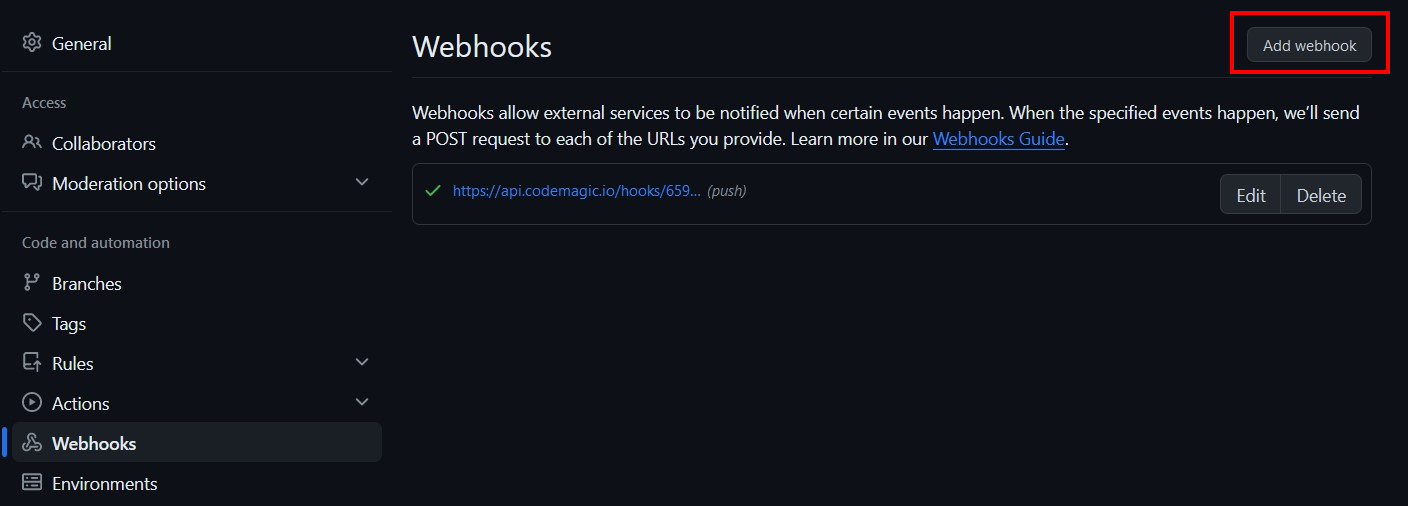 General
Access
Collaborators
Moderation options
Code and automation
Branches
Tags
Rules
Actions
Webhooks
Environments
Webhooks
Add webhook
Webhooks allow external services to be notified when certain events happen. When the specified events happen, we’ll send
a POST request to each of the URLs you provide. Learn more in our Webhooks Guide.
https://api.codemagic.io/hooks/659... (push)
Edit Delete